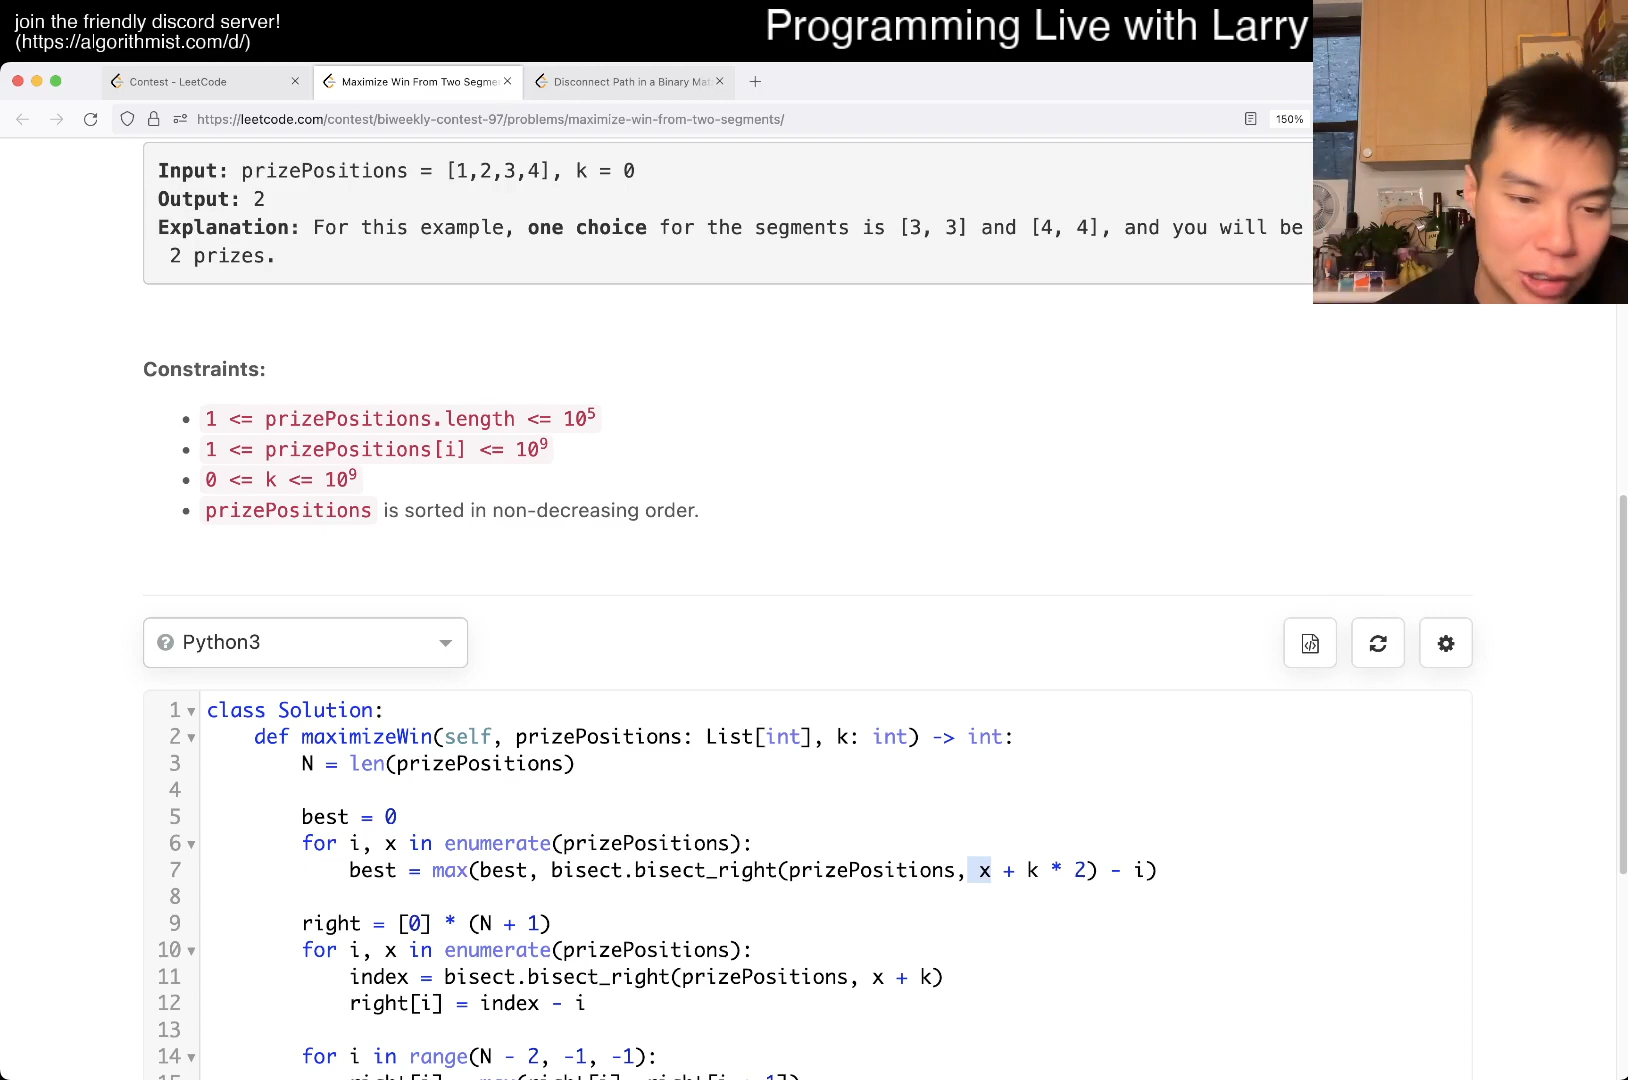 join the friendly discord server!
(https://algorithmist.com/d/)
Programming Live with Larry
Contest - LeetCode
Maximize Win From Two Segme
Disconnect Path in a Binary Mat
https://leetcode.com/contest/biweekly-contest-97/problems/maximize-win-from-two-segments/
150%
Input: prizePositions = [1,2,3,4], k = 0
Output: 2
Explanation: For this example, one choice for the segments is [3, 3] and [4, 4], and you will be
2 prizes.
Constraints:
1 <= prizePositions.length <= 10⁵
1 <= prizePositions[i] <= 10⁹
0 <= k <= 10⁹
prizePositions is sorted in non-decreasing order.
Python3
1 class Solution:
2 def maximizeWin(self, prizePositions: List[int], k: int) -> int:
3 N = len(prizePositions)
4
5 best = 0
6 for i, x in enumerate(prizePositions):
7 best = max(best, bisect.bisect_right(prizePositions, x + k * 2) - i)
8
9 right = [0] * (N + 1)
10 for i, x in enumerate(prizePositions):
11 index = bisect.bisect_right(prizePositions, x + k)
12 right[i] = index - i
13
14 for i in range(N - 2, -1, -1):